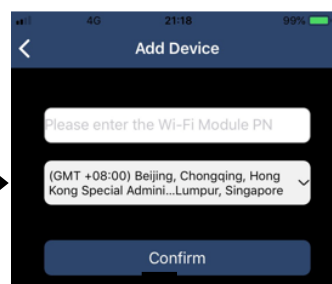 4G 21:18 99%
Add Device
Please enter the Wi-Fi Module PN
(GMT +08:00) Beijing, Chongqing, Hong
Kong Special Admini...Lumpur, Singapore
Confirm